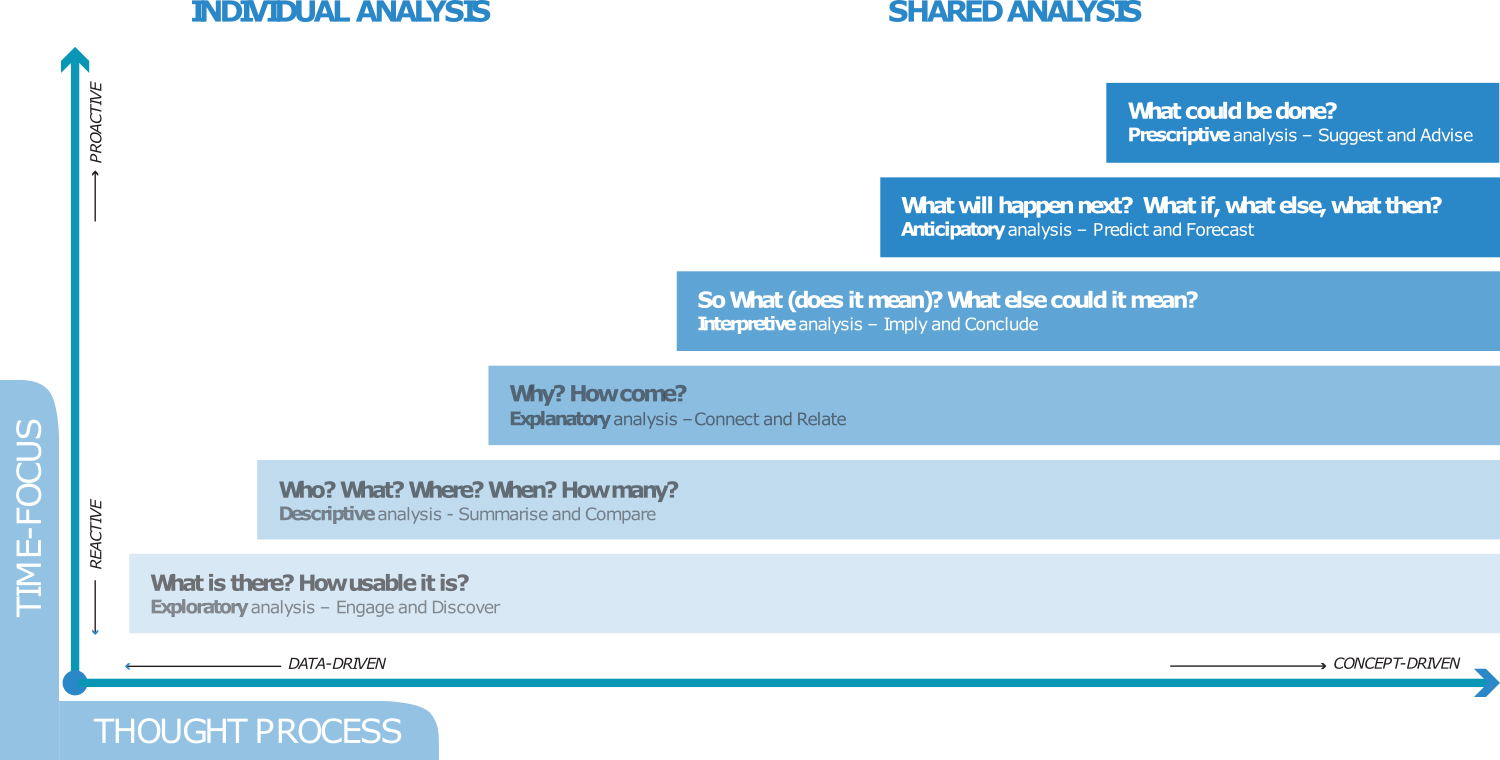 INDIVIDUAL ANALYSIS
SHARED ANALYSIS
PROACTIVE
What could be done?
Prescriptive analysis – Suggest and Advise
What will happen next? What if, what else, what then?
Anticipatory analysis – Predict and Forecast
So What (does it mean)? What else could it mean?
Interpretive analysis – Imply and Conclude
Why? How come?
Explanatory analysis –Connect and Relate
Who? What? Where? When? How many?
Descriptive analysis - Summarise and Compare
What is there? How usable it is?
Exploratory analysis – Engage and Discover
REACTIVE
TIME-FOCUS
DATA-DRIVEN
CONCEPT-DRIVEN
THOUGHT PROCESS